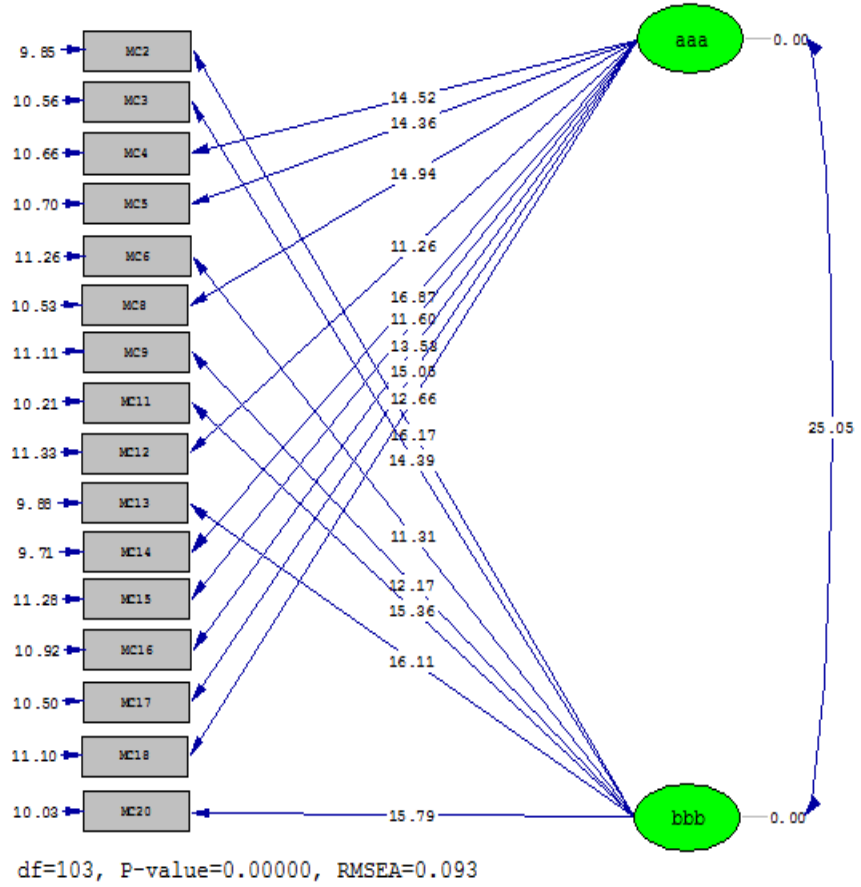 aaa
0.00
9.85 MC2
10.56 MC3
10.66 MC4
10.70 MC5
11.26 MC6
10.53 MC8
11.11 MC9
10.21 MC11
11.33 MC12
9.88 MC13
9.71 MC14
11.28 MC15
10.92 MC16
10.50 MC17
11.10 MC18
10.03 MC20
14.52
14.36
14.94
11.26
16.87
11.60
13.58
15.08
12.66
16.17
14.39
11.31
12.17
15.36
16.11
15.79
25.05
bbb
0.00
df=103, P-value=0.00000, RMSEA=0.093